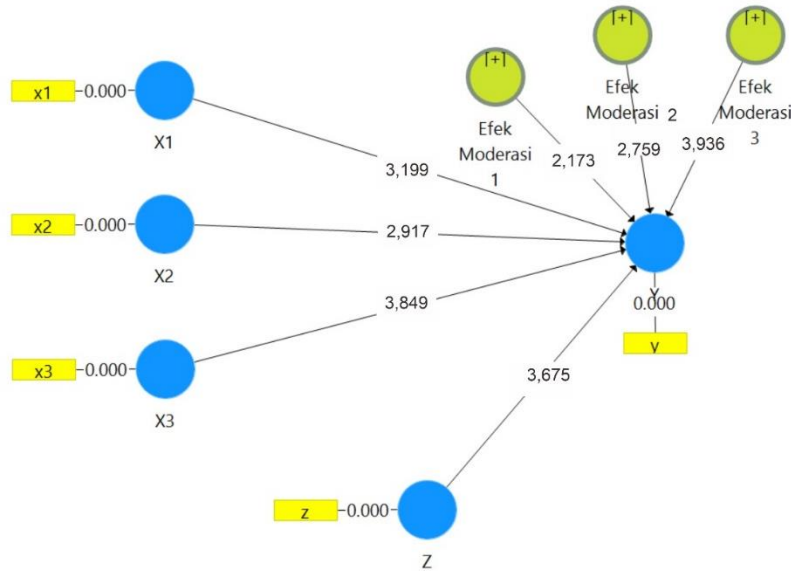 [+]
[+]
[+]
x1
0.000
X1
Efek
Moderasi
1
Efek
Moderasi 2
Efek
Moderasi
3
3,199
2,173
2,759
3,936
x2
0.000
X2
2,917
y
0.000
y
x3
0.000
X3
3,849
3,675
z
0.000
Z